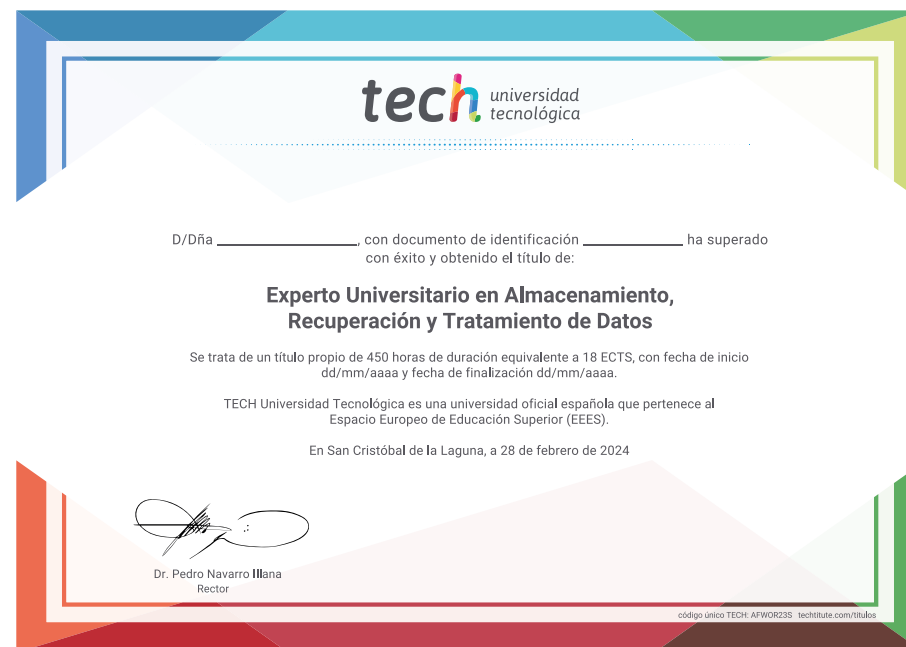 tech universidad
tecnológica
D/Dña ________________, con documento de identificación ____________ ha superado
con éxito y obtenido el título de:
Experto Universitario en Almacenamiento,
Recuperación y Tratamiento de Datos
Se trata de un título propio de 450 horas de duración equivalente a 18 ECTS, con fecha de inicio
dd/mm/aaaa y fecha de finalización dd/mm/aaaa.
TECH Universidad Tecnológica es una universidad oficial española que pertenece al
Espacio Europeo de Educación Superior (EEES).
En San Cristóbal de la Laguna, a 28 de febrero de 2024
Dr. Pedro Navarro Illana
Rector
código único TECH: AFWOR23S techtitute.com/titulos